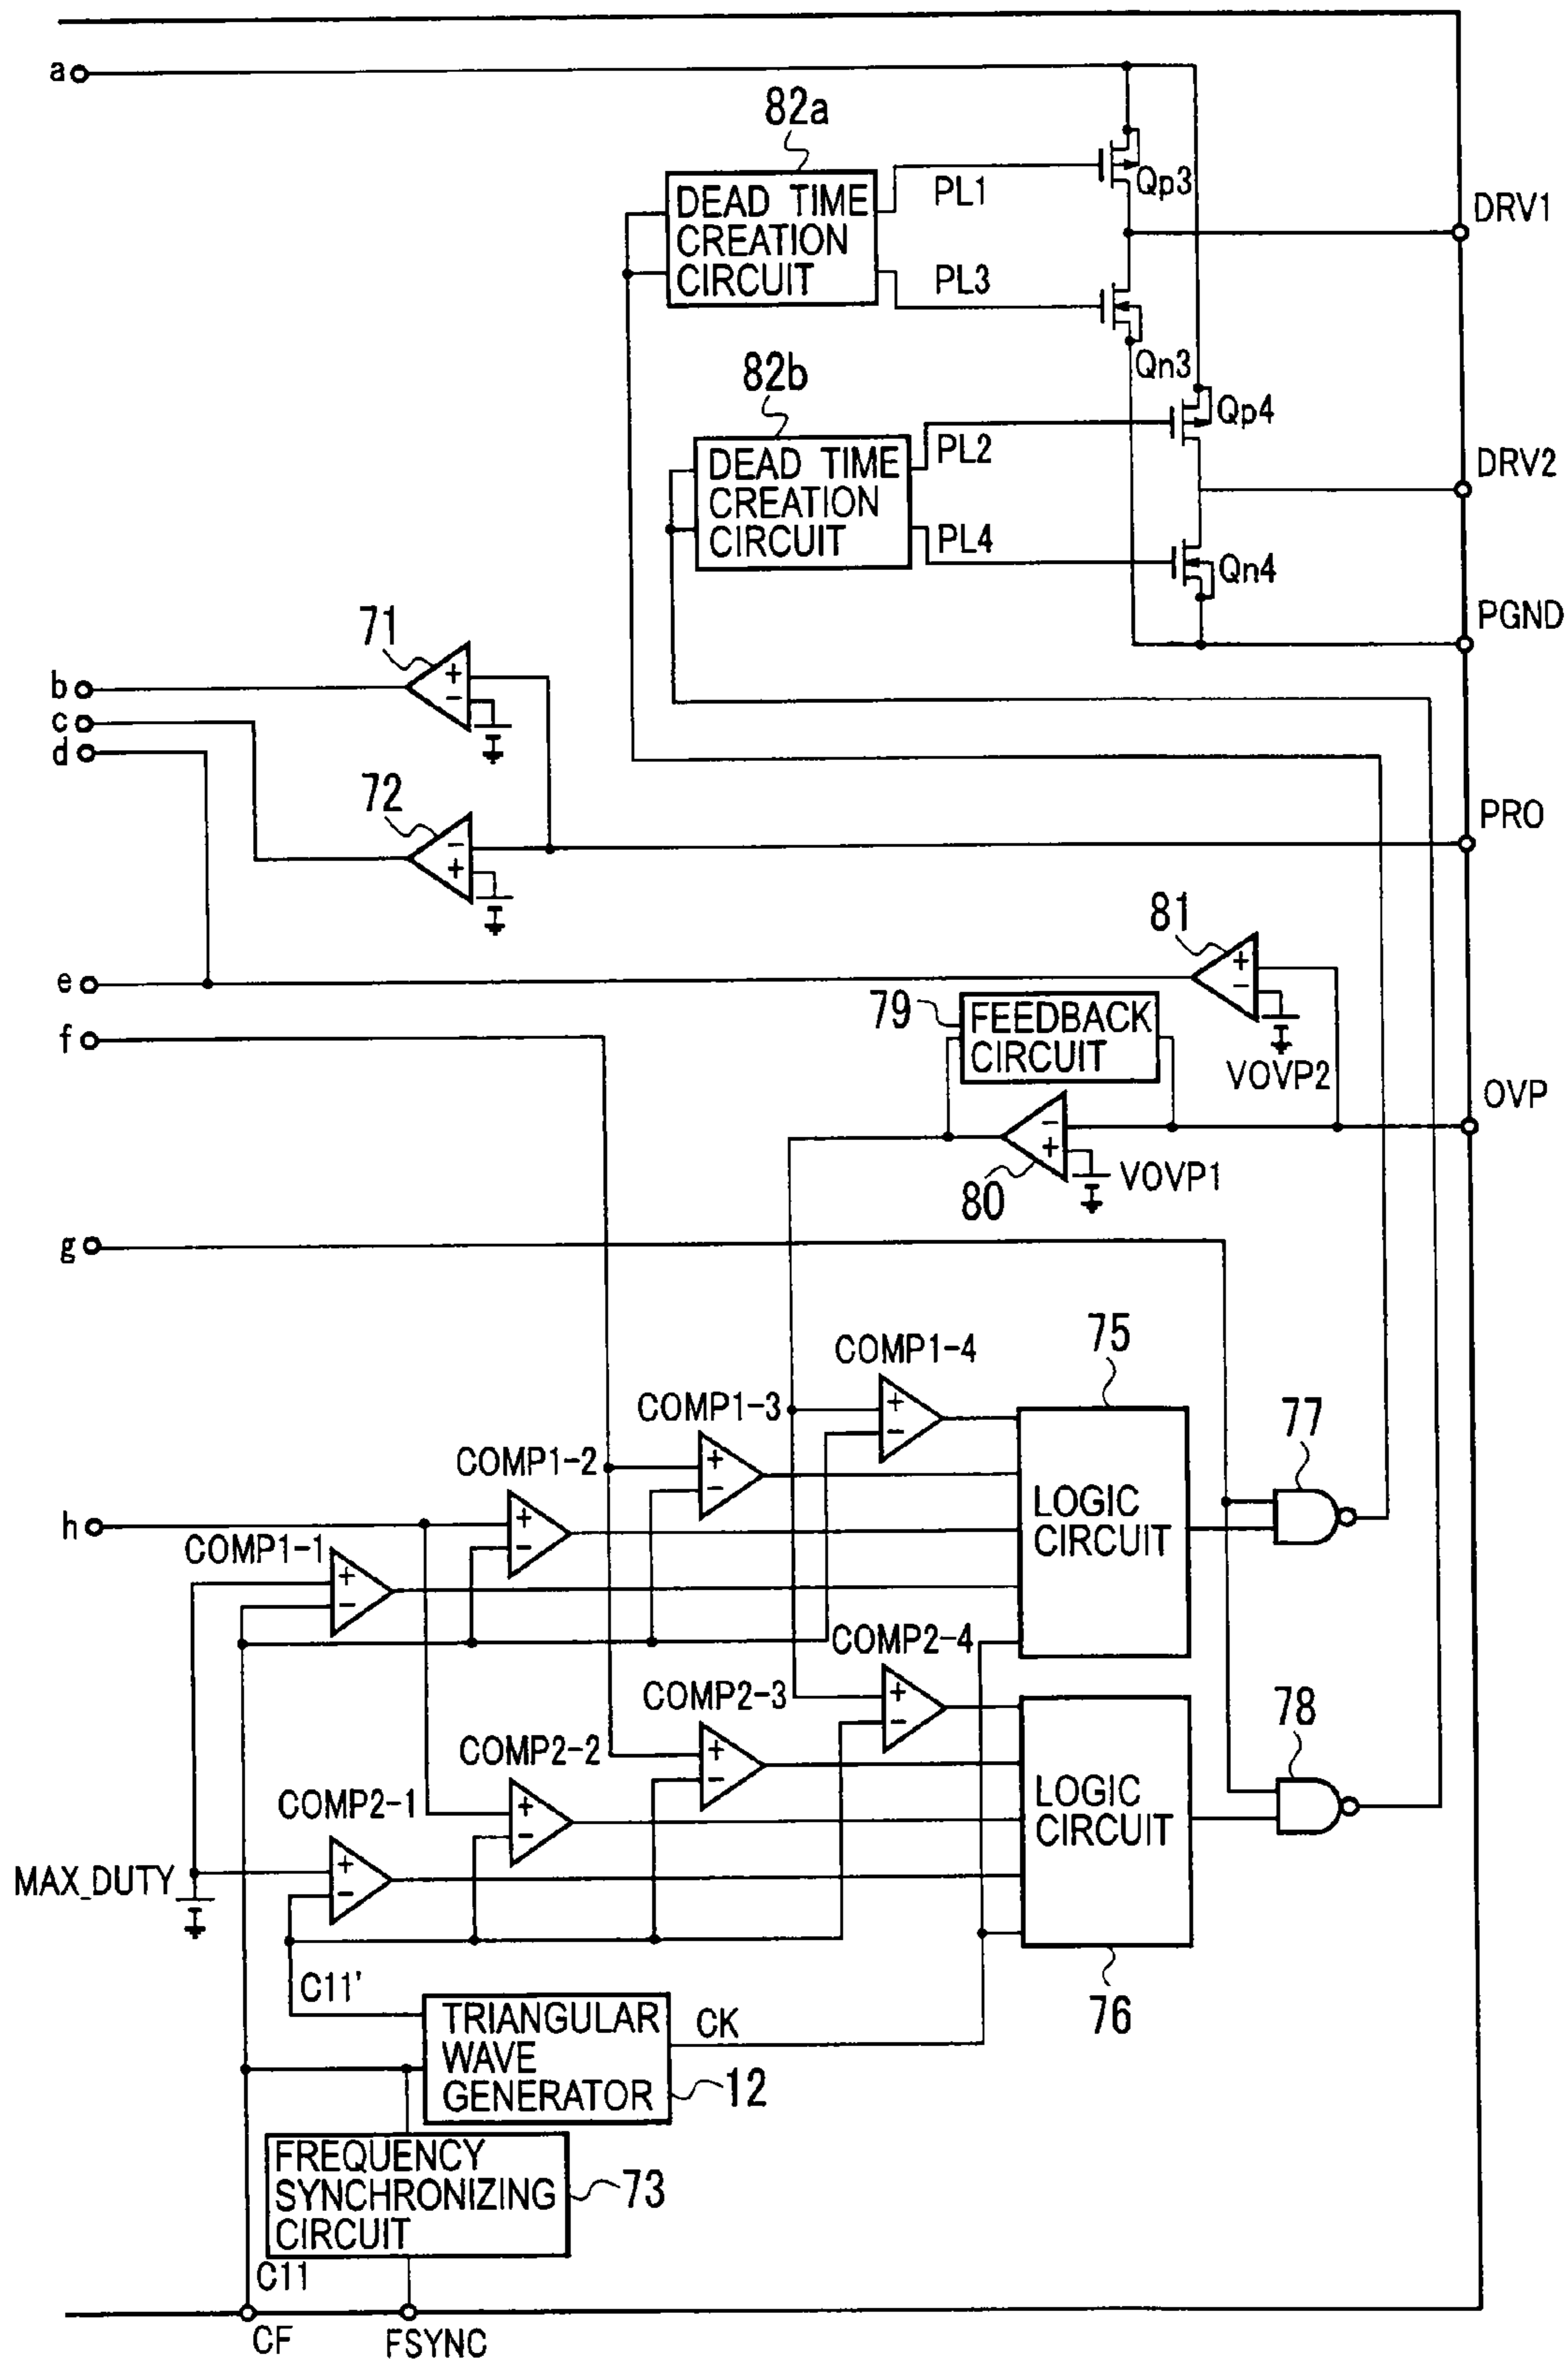 a
82a
DEAD TIME
CREATION
CIRCUIT
PL1
PL3
Qp3
DRV1
Qn3
82b
DEAD TIME
CREATION
CIRCUIT
PL2
PL4
Qp4
DRV2
Qn4
PGND
71
+
−
b
c
d
72
−
+
PRO
81
+
−
e
79
FEEDBACK
CIRCUIT
VOVP2
f
OVP
−
+
80
VOVP1
g
75
COMP1-4
+
−
COMP1-3
+
−
77
COMP1-2
+
−
LOGIC
CIRCUIT
h
COMP1-1
+
−
COMP2-4
+
−
COMP2-3
+
−
78
COMP2-2
+
−
LOGIC
CIRCUIT
COMP2-1
+
−
MAX_DUTY
76
C11'
TRIANGULAR
WAVE
GENERATOR
CK
12
FREQUENCY
SYNCHRONIZING
CIRCUIT
73
C11
CF
FSYNC